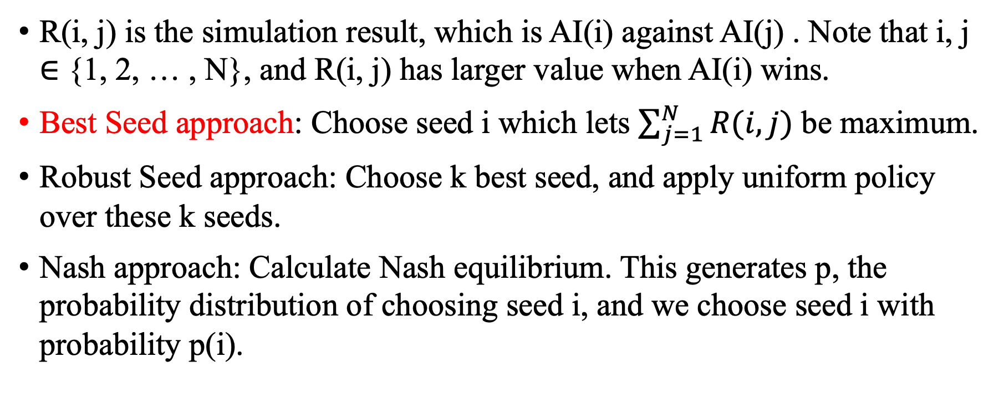 • R(i, j) is the simulation result, which is AI(i) against AI(j) . Note that i, j
∈ {1, 2, … , N}, and R(i, j) has larger value when AI(i) wins.
• Best Seed approach: Choose seed i which lets ∑_{j=1}^{N} R(i,j) be maximum.
• Robust Seed approach: Choose k best seed, and apply uniform policy
over these k seeds.
• Nash approach: Calculate Nash equilibrium. This generates p, the
probability distribution of choosing seed i, and we choose seed i with
probability p(i).